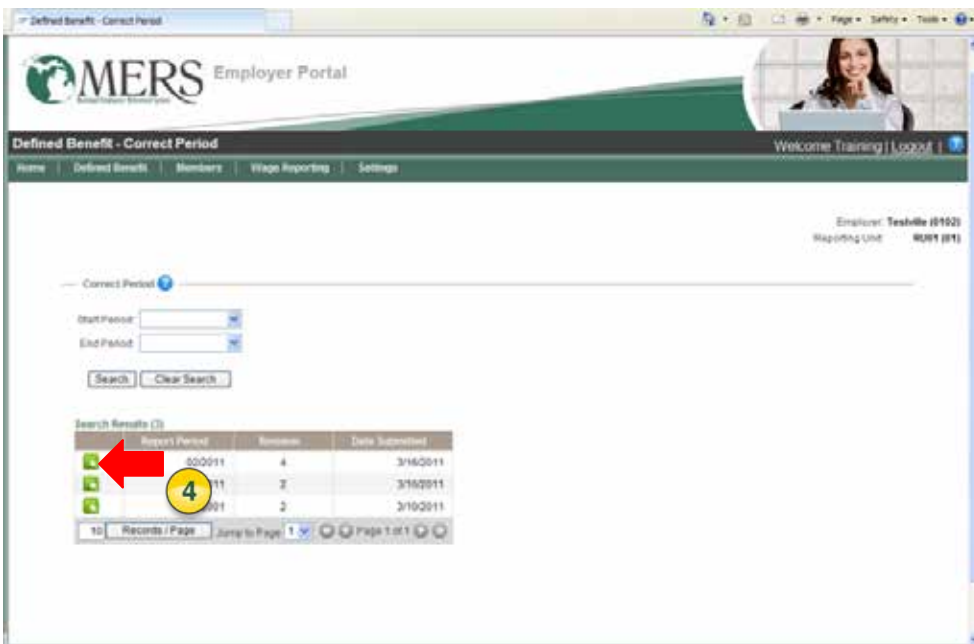 Defined Benefit - Correct Period
Page Safety Tools
MERS Employer Portal
Defined Benefit - Correct Period
Welcome Training | Logout |
Home | Defined Benefit | Members | Wage Reporting | Settings
Employer: Testville (0102)
Reporting Unit RU01 (01)
Correct Period
Start Period:
End Period:
Search Clear Search
Search Results (3)
Report Period Revision Date Submitted
02/2011 4 3/16/2011
11 2 3/16/2011
2 3/10/2011
4
10 Records / Page Jump to Page 1 Page 1 of 1